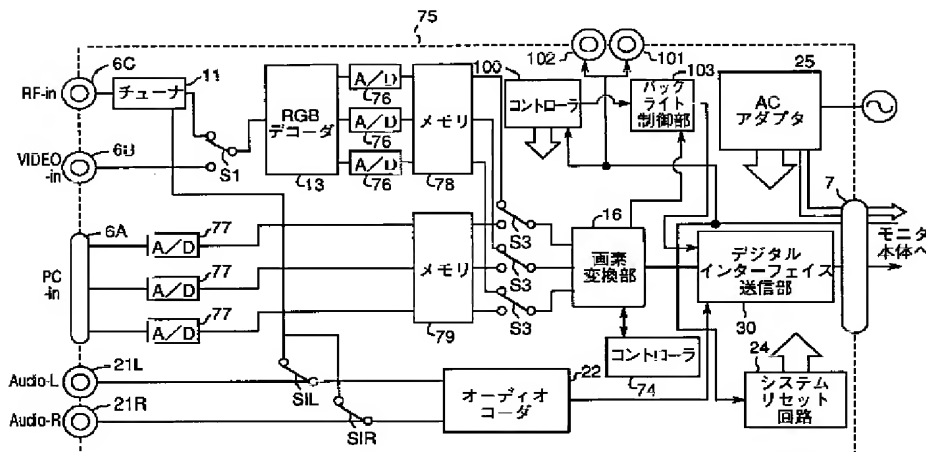 75
102
101
6C
11
100
103
25
RF-in
チューナ
A/D
76
コントローラ
バック
ライト
制御部
AC
アダプタ
RGB
デコーダ
A/D
76
メモリ
6B
VIDEO
-in
S1
A/D
13
76
78
7
6A
77
16
A/D
S3
モニタ
本体へ
77
PC
-in
A/D
メモリ
S3
画素
変換部
デジタル
インターフェイス
送信部
77
A/D
S3
79
30
21L
22
コントローラ
24
Audio-L
SIL
74
オーディオ
コーダ
システム
リセット
回路
21R
Audio-R
SIR